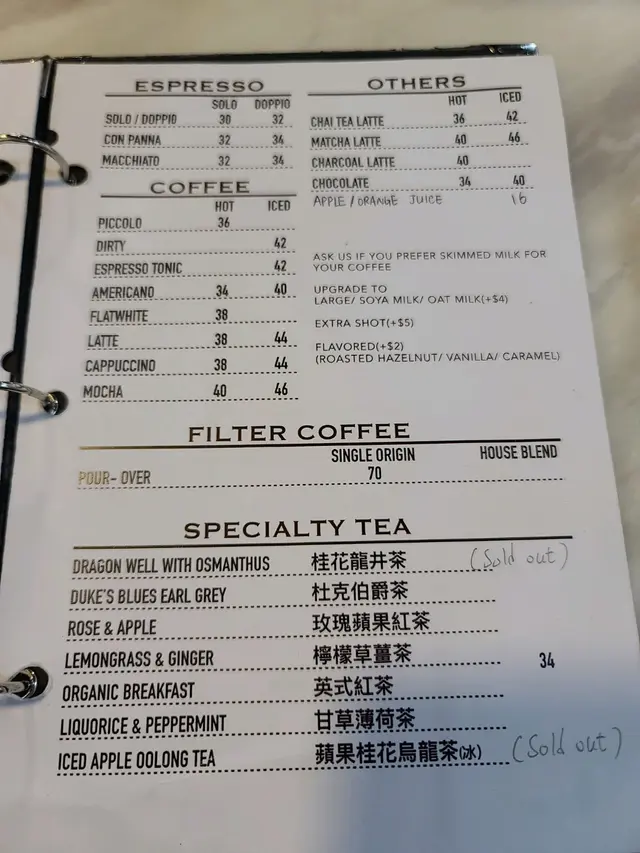 ESPRESSO
SOLO DOPPIO
SOLO / DOPPIO 30 32
CON PANNA 32 34
MACCHIATO 32 34
COFFEE
HOT ICED
PICCOLO 36
DIRTY 42
ESPRESSO TONIC 42
AMERICANO 34 40
FLATWHITE 38
LATTE 38 44
CAPPUCCINO 38 44
MOCHA 40 46
OTHERS
HOT ICED
CHAI TEA LATTE 36 42
MATCHA LATTE 40 46
CHARCOAL LATTE 40
CHOCOLATE 34 40
APPLE / ORANGE JUICE 16
ASK US IF YOU PREFER SKIMMED MILK FOR
YOUR COFFEE
UPGRADE TO
LARGE/ SOYA MILK/ OAT MILK(+$4)
EXTRA SHOT(+$5)
FLAVORED(+$2)
(ROASTED HAZELNUT/ VANILLA/ CARAMEL)
FILTER COFFEE
SINGLE ORIGIN HOUSE BLEND
POUR- OVER 70
SPECIALTY TEA
DRAGON WELL WITH OSMANTHUS 桂花龍井茶 (Sold out)
DUKE'S BLUES EARL GREY 杜克伯爵茶
ROSE & APPLE 玫瑰蘋果紅茶
LEMONGRASS & GINGER 檸檬草薑茶 34
ORGANIC BREAKFAST 英式紅茶
LIQUORICE & PEPPERMINT 甘草薄荷茶
ICED APPLE OOLONG TEA 蘋果桂花烏龍茶(冰) (Sold out)